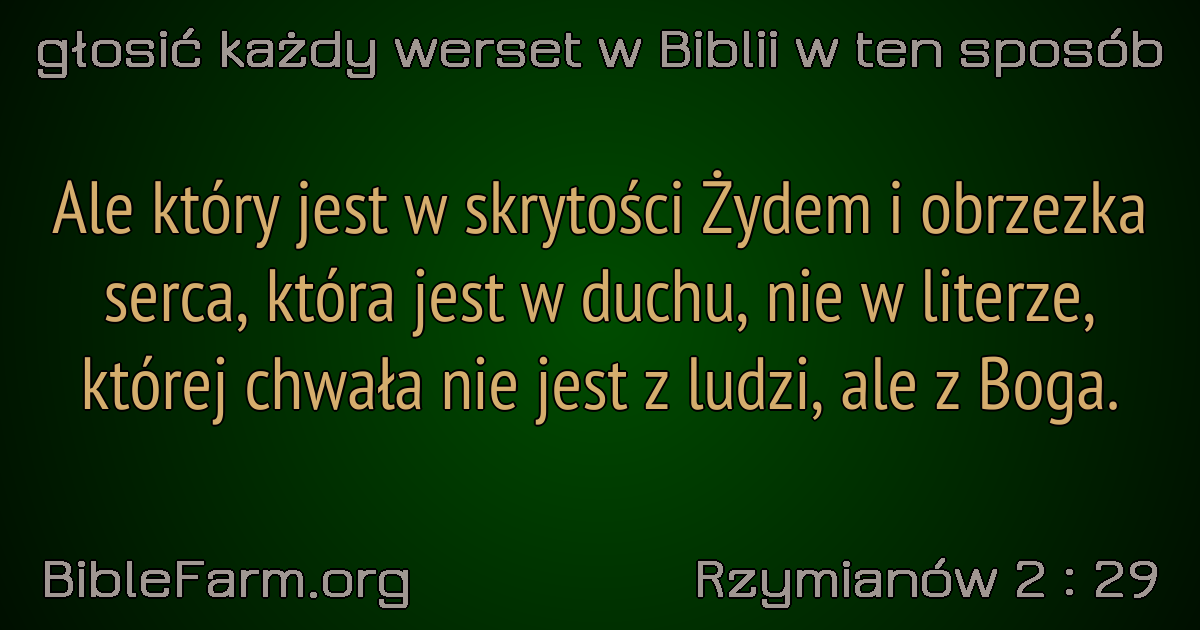 głosić każdy werset w Biblii w ten sposób
Ale który jest w skrytości Żydem i obrzezka
serca, która jest w duchu, nie w literze,
której chwała nie jest z ludzi, ale z Boga.
BibleFarm.org
Rzymianów 2 : 29